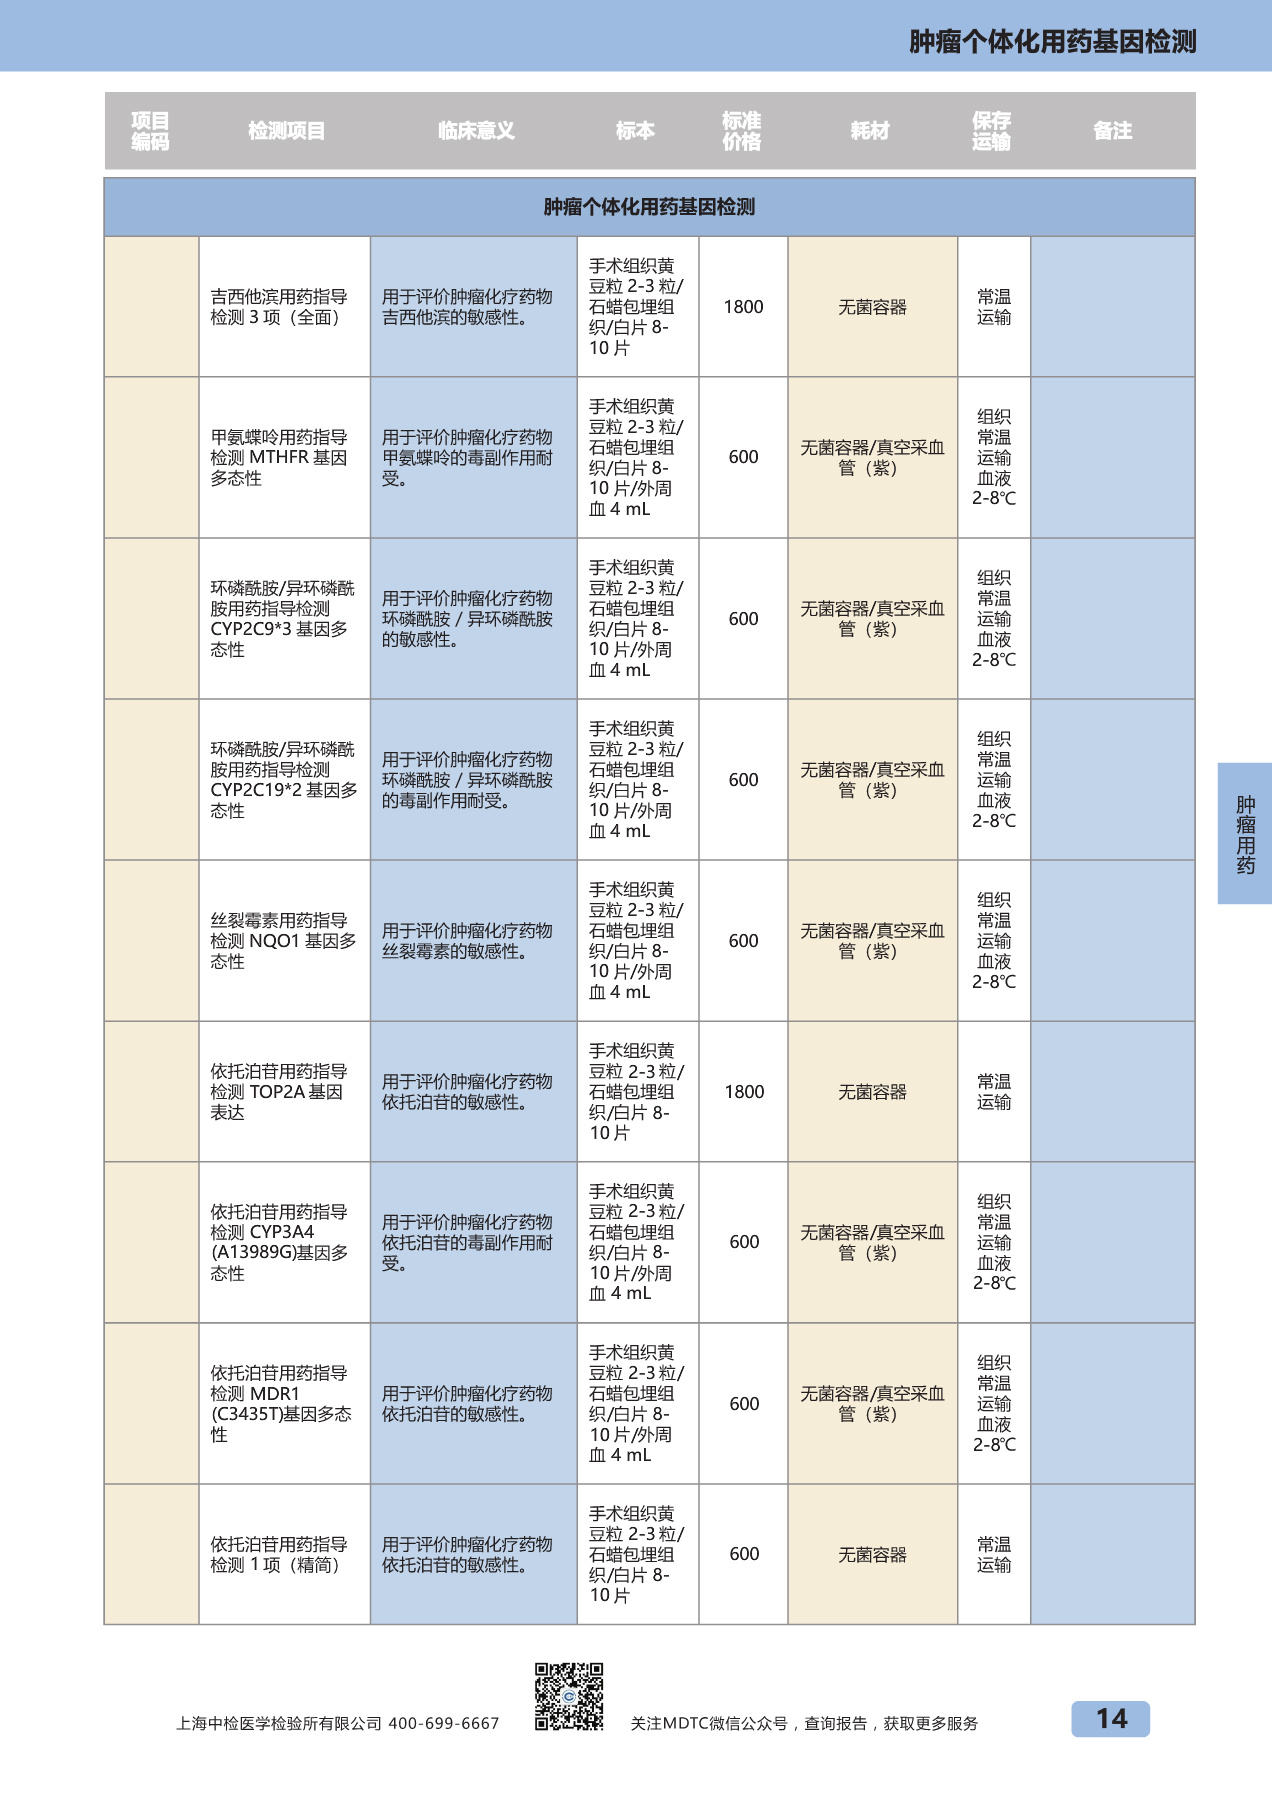 肿瘤个体化用药基因检测
项目
编码
检测项目
临床意义
标本
标准
价格
耗材
保存
运输
备注
肿瘤个体化用药基因检测
吉西他滨用药指导
检测 3 项（全面）
用于评价肿瘤化疗药物
吉西他滨的敏感性。
手术组织黄
豆粒 2-3 粒/
石蜡包埋组
织/白片 8-
10 片
1800
无菌容器
常温
运输
甲氨蝶呤用药指导
检测 MTHFR 基因
多态性
用于评价肿瘤化疗药物
甲氨蝶呤的毒副作用耐
受。
手术组织黄
豆粒 2-3 粒/
石蜡包埋组
织/白片 8-
10 片/外周
血 4 mL
600
无菌容器/真空采血
管（紫）
组织
常温
运输
血液
2-8℃
环磷酰胺/异环磷酰
胺用药指导检测
CYP2C9*3 基因多
态性
用于评价肿瘤化疗药物
环磷酰胺 / 异环磷酰胺
的敏感性。
手术组织黄
豆粒 2-3 粒/
石蜡包埋组
织/白片 8-
10 片/外周
血 4 mL
600
无菌容器/真空采血
管（紫）
组织
常温
运输
血液
2-8℃
环磷酰胺/异环磷酰
胺用药指导检测
CYP2C19*2 基因多
态性
用于评价肿瘤化疗药物
环磷酰胺 / 异环磷酰胺
的毒副作用耐受。
手术组织黄
豆粒 2-3 粒/
石蜡包埋组
织/白片 8-
10 片/外周
血 4 mL
600
无菌容器/真空采血
管（紫）
组织
常温
运输
血液
2-8℃
丝裂霉素用药指导
检测 NQO1 基因多
态性
用于评价肿瘤化疗药物
丝裂霉素的敏感性。
手术组织黄
豆粒 2-3 粒/
石蜡包埋组
织/白片 8-
10 片/外周
血 4 mL
600
无菌容器/真空采血
管（紫）
组织
常温
运输
血液
2-8℃
依托泊苷用药指导
检测 TOP2A 基因
表达
用于评价肿瘤化疗药物
依托泊苷的敏感性。
手术组织黄
豆粒 2-3 粒/
石蜡包埋组
织/白片 8-
10 片
1800
无菌容器
常温
运输
依托泊苷用药指导
检测 CYP3A4
(A13989G)基因多
态性
用于评价肿瘤化疗药物
依托泊苷的毒副作用耐
受。
手术组织黄
豆粒 2-3 粒/
石蜡包埋组
织/白片 8-
10 片/外周
血 4 mL
600
无菌容器/真空采血
管（紫）
组织
常温
运输
血液
2-8℃
依托泊苷用药指导
检测 MDR1
(C3435T)基因多态
性
用于评价肿瘤化疗药物
依托泊苷的敏感性。
手术组织黄
豆粒 2-3 粒/
石蜡包埋组
织/白片 8-
10 片/外周
血 4 mL
600
无菌容器/真空采血
管（紫）
组织
常温
运输
血液
2-8℃
依托泊苷用药指导
检测 1 项（精简）
用于评价肿瘤化疗药物
依托泊苷的敏感性。
手术组织黄
豆粒 2-3 粒/
石蜡包埋组
织/白片 8-
10 片
600
无菌容器
常温
运输
肿瘤用药
上海中检医学检验所有限公司 400-699-6667
关注MDTC微信公众号，查询报告，获取更多服务
14